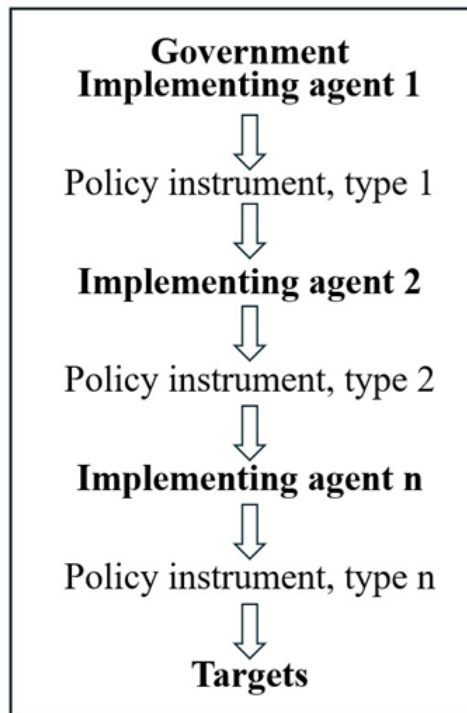 Government
Implementing agent 1
Policy instrument, type 1
Implementing agent 2
Policy instrument, type 2
Implementing agent n
Policy instrument, type n
Targets